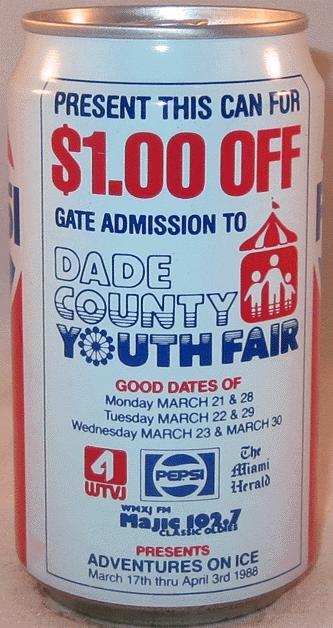 PRESENT THIS CAN FOR
$1.00 OFF
GATE ADMISSION TO
DADE
COUNTY
YOUTH FAIR
GOOD DATES OF
Monday MARCH 21 & 28
Tuesday MARCH 22 & 29
Wednesday MARCH 23 & MARCH 30
4
WTVJ
PEPSI
The
Miami
Herald
WMXJ FM
Majic 102.7
CLASSIC OLDIES
PRESENTS
ADVENTURES ON ICE
March 17th thru April 3rd 1988